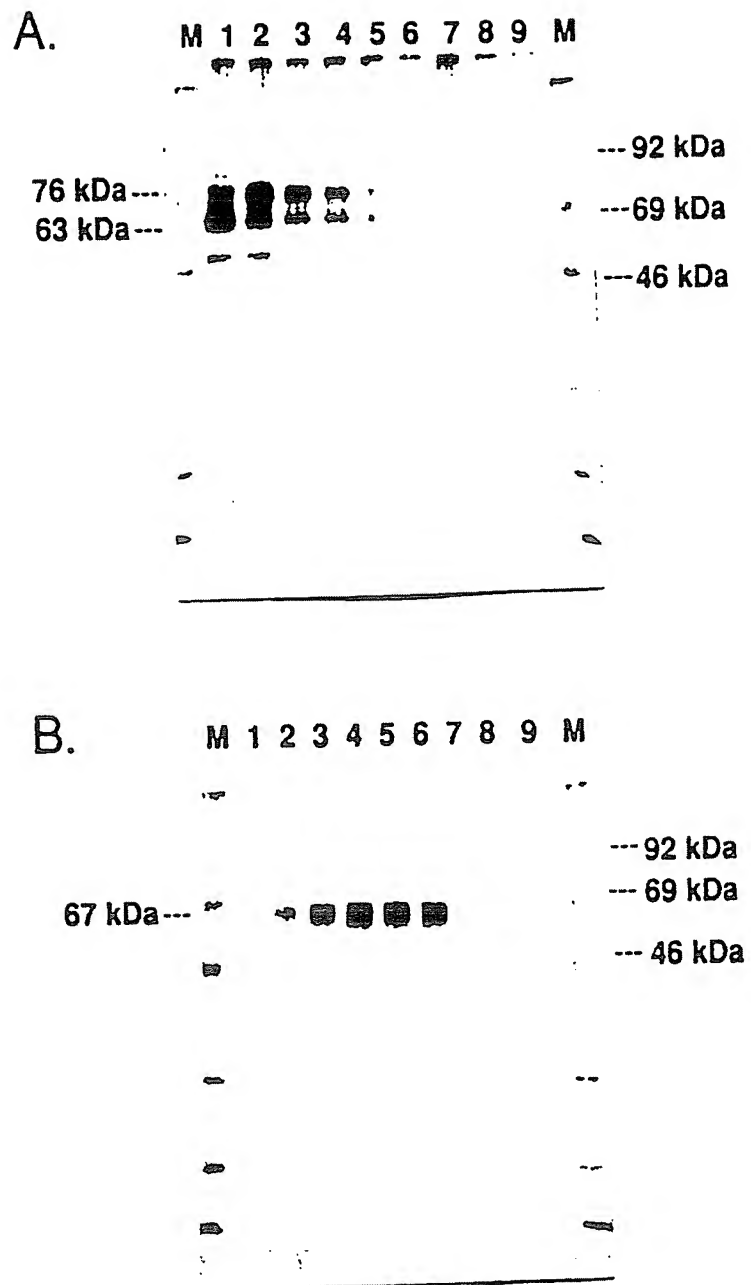 A.
M 1 2 3 4 5 6 7 8 9 M
---92 kDa
76 kDa---
---69 kDa
63 kDa---
---46 kDa
B.
M 1 2 3 4 5 6 7 8 9 M
---92 kDa
---69 kDa
67 kDa---
---46 kDa